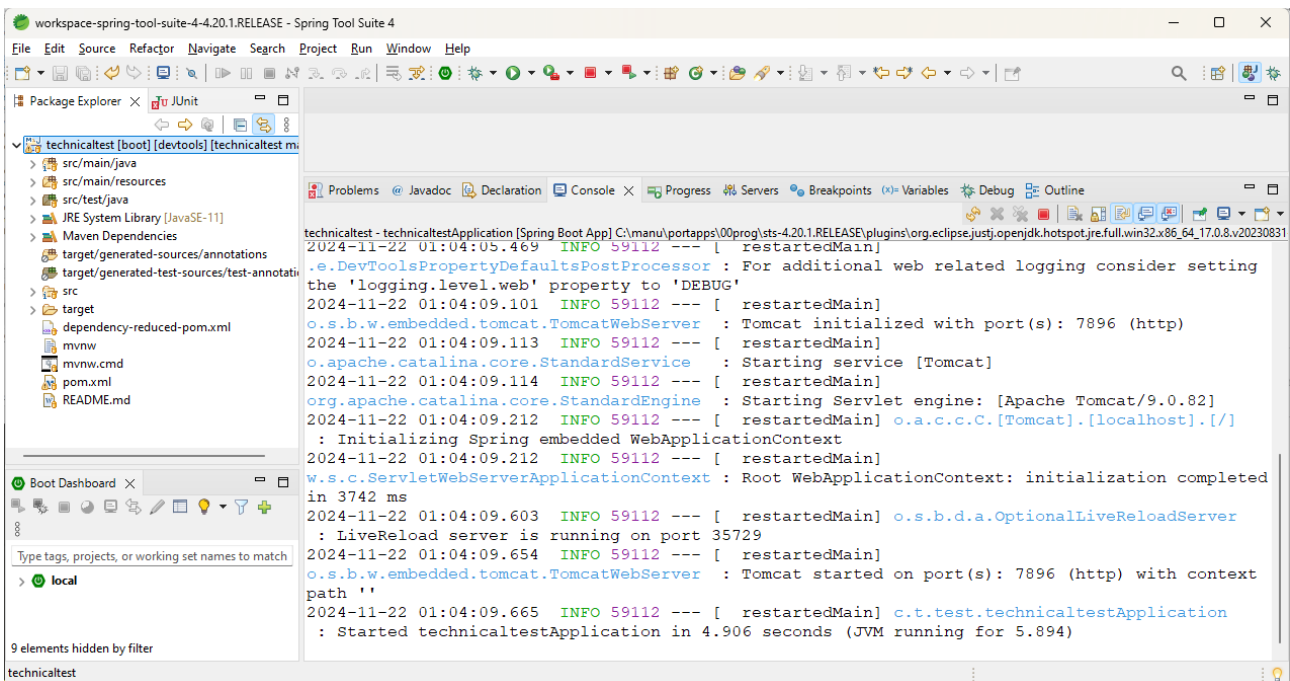 workspace-spring-tool-suite-4-4.20.1.RELEASE - Spring Tool Suite 4
File Edit Source Refactor Navigate Search Project Run Window Help
Package Explorer JUnit
technicaltest [boot] [devtools] [technicaltest ma
src/main/java
src/main/resources
src/test/java
JRE System Library [JavaSE-11]
Maven Dependencies
target/generated-sources/annotations
target/generated-test-sources/test-annotati
src
target
dependency-reduced-pom.xml
mvnw
mvnw.cmd
pom.xml
README.md
Boot Dashboard
Type tags, projects, or working set names to match
local
9 elements hidden by filter
technicaltest
Problems @ Javadoc Declaration Console Progress Servers Breakpoints (x)= Variables Debug Outline
technicaltest - technicaltestApplication [Spring Boot App] C:\manu\portapps\00prog\sts-4.20.1.RELEASE\plugins\org.eclipse.justj.openjdk.hotspot.jre.full.win32.x86_64_17.0.8.v20230831
2024-11-22 01:04:05.469 INFO 59112 --- [ restartedMain]
.e.DevToolsPropertyDefaultsPostProcessor : For additional web related logging consider setting
the 'logging.level.web' property to 'DEBUG'
2024-11-22 01:04:09.101 INFO 59112 --- [ restartedMain]
o.s.b.w.embedded.tomcat.TomcatWebServer : Tomcat initialized with port(s): 7896 (http)
2024-11-22 01:04:09.113 INFO 59112 --- [ restartedMain]
o.apache.catalina.core.StandardService : Starting service [Tomcat]
2024-11-22 01:04:09.114 INFO 59112 --- [ restartedMain]
org.apache.catalina.core.StandardEngine : Starting Servlet engine: [Apache Tomcat/9.0.82]
2024-11-22 01:04:09.212 INFO 59112 --- [ restartedMain] o.a.c.c.C.[Tomcat].[localhost].[/]
: Initializing Spring embedded WebApplicationContext
2024-11-22 01:04:09.212 INFO 59112 --- [ restartedMain]
w.s.c.ServletWebServerApplicationContext : Root WebApplicationContext: initialization completed
in 3742 ms
2024-11-22 01:04:09.603 INFO 59112 --- [ restartedMain] o.s.b.d.a.OptionalLiveReloadServer
: LiveReload server is running on port 35729
2024-11-22 01:04:09.654 INFO 59112 --- [ restartedMain]
o.s.b.w.embedded.tomcat.TomcatWebServer : Tomcat started on port(s): 7896 (http) with context
path ''
2024-11-22 01:04:09.665 INFO 59112 --- [ restartedMain] c.t.test.technicaltestApplication
: Started technicaltestApplication in 4.906 seconds (JVM running for 5.894)